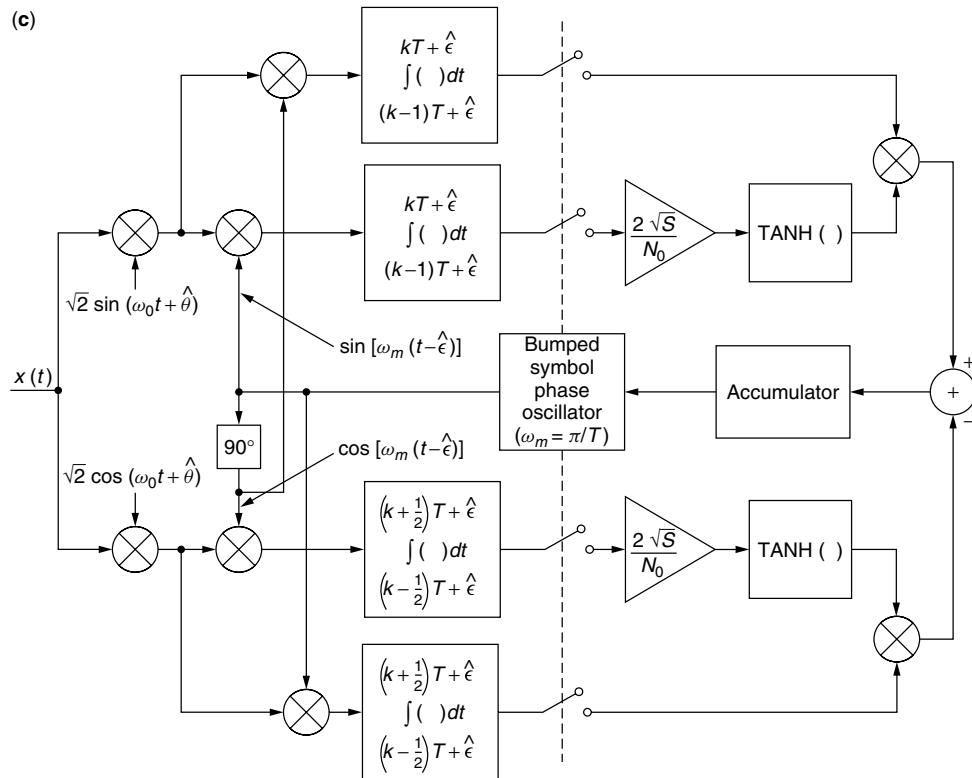 (c)
kT + ϵ̂
∫( )dt
(k−1)T + ϵ̂
kT + ϵ̂
∫( )dt
(k−1)T + ϵ̂
2√S
N₀
TANH ( )
√2 sin (ω₀t + θ̂)
sin [ωₘ (t−ϵ̂)]
x(t)
Bumped
symbol
phase
oscillator
(ωₘ = π/T)
Accumulator
+
+
−
90°
cos [ωₘ (t−ϵ̂)]
√2 cos (ω₀t + θ̂)
(k + ½)T + ϵ̂
∫( )dt
(k − ½)T + ϵ̂
2√S
N₀
TANH ( )
(k + ½)T + ϵ̂
∫( )dt
(k − ½)T + ϵ̂